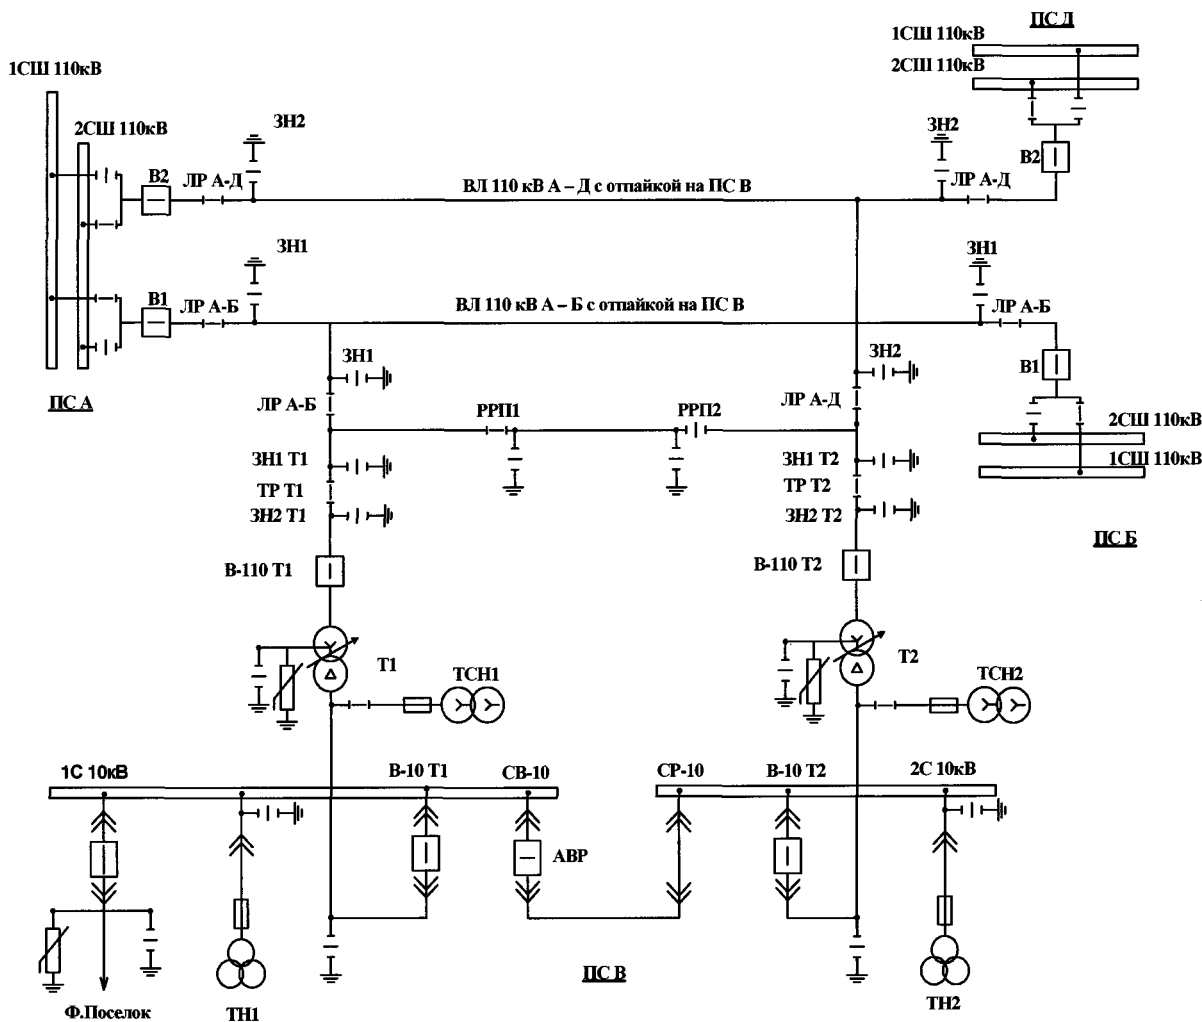 ПС Д
1СШ 110кВ
2СШ 110кВ
1СШ 110кВ
2СШ 110кВ
ЗН2
ЗН2
В2
В2
ЛР А-Д
ВЛ 110 кВ А – Д с отпайкой на ПС В
ЛР А-Д
ЗН1
ЗН1
В1
ЛР А-Б
ВЛ 110 кВ А – Б с отпайкой на ПС В
ЛР А-Б
ЗН1
ЗН2
В1
ПС А
ЛР А-Б
РРП1
РРП2
ЛР А-Д
2СШ 110кВ
1СШ 110кВ
ЗН1 Т1
ЗН1 Т2
ТР Т1
ТР Т2
ЗН2 Т1
ЗН2 Т2
ПС Б
В-110 Т1
В-110 Т2
Т1
Т2
ТСН1
ТСН2
1С 10кВ
В-10 Т1
СВ-10
СР-10
В-10 Т2
2С 10кВ
АВР
ПС В
Ф.Поселок
ТН1
ТН2